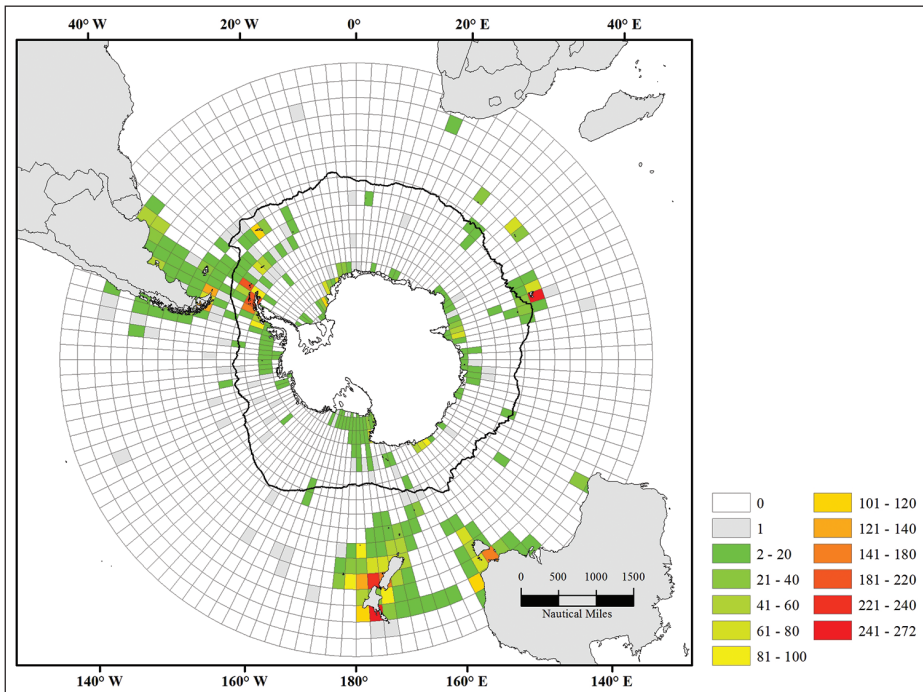 40° W 20° W 0° 20° E 40° E
0 101 - 120
1 121 - 140
2 - 20 141 - 180
21 - 40 181 - 220
41 - 60 221 - 240
61 - 80 241 - 272
81 - 100
0 500 1000 1500
Nautical Miles
140° W 160° W 180° 160° E 140° E